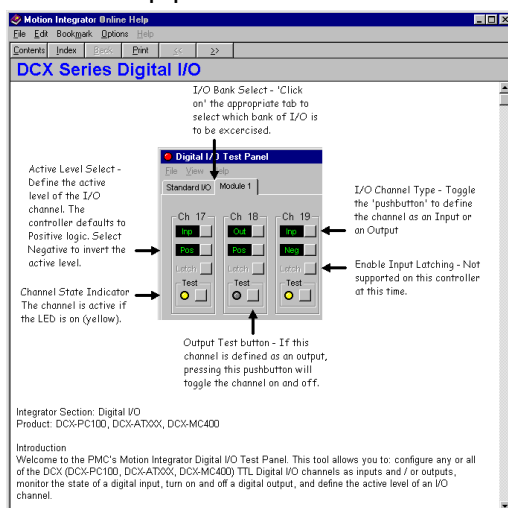 Motion Integrator Online Help
File Edit Bookmark Options Help
Contents Index Back Print << >>
DCX Series Digital I/O
I/O Bank Select - 'Click
on' the appropriate tab to
select which bank of I/O is
to be excercised.
Digital I/O Test Panel
File View Help
Standard I/O Module 1
Active Level Select -
Define the active
level of the I/O
channel. The
controller defaults to
Positive logic. Select
Negative to invert the
active level.
Ch 17 Ch 18 Ch 19
Inp Out Inp
Pos Pos Neg
Latch Latch Latch
Test Test Test
I/O Channel Type - Toggle
the 'pushbutton' to define
the channel as an Input or
an Output
Enable Input Latching - Not
supported on this controller
at this time.
Channel State Indicator
The channel is active if
the LED is on (yellow).
Output Test button - If this
channel is defined as an output,
pressing this pushbutton will
toggle the channel on and off.
Integrator Section: Digital I/O
Product: DCX-PC100, DCX-ATXXX, DCX-MC400
Introduction
Welcome to the PMC's Motion Integrator Digital I/O Test Panel. This tool allows you to: configure any or all
of the DCX (DCX-PC100, DCX-ATXXX, DCX-MC400) TTL Digital I/O channels as inputs and / or outputs,
monitor the state of a digital input, turn on and off a digital output, and define the active level of an I/O
channel.